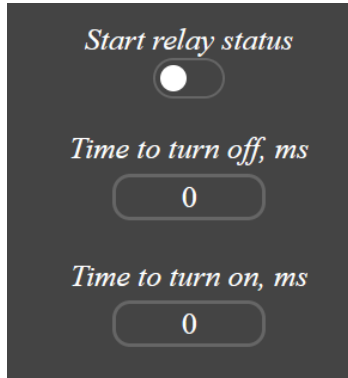 Start relay status
Time to turn off, ms
0
Time to turn on, ms
0